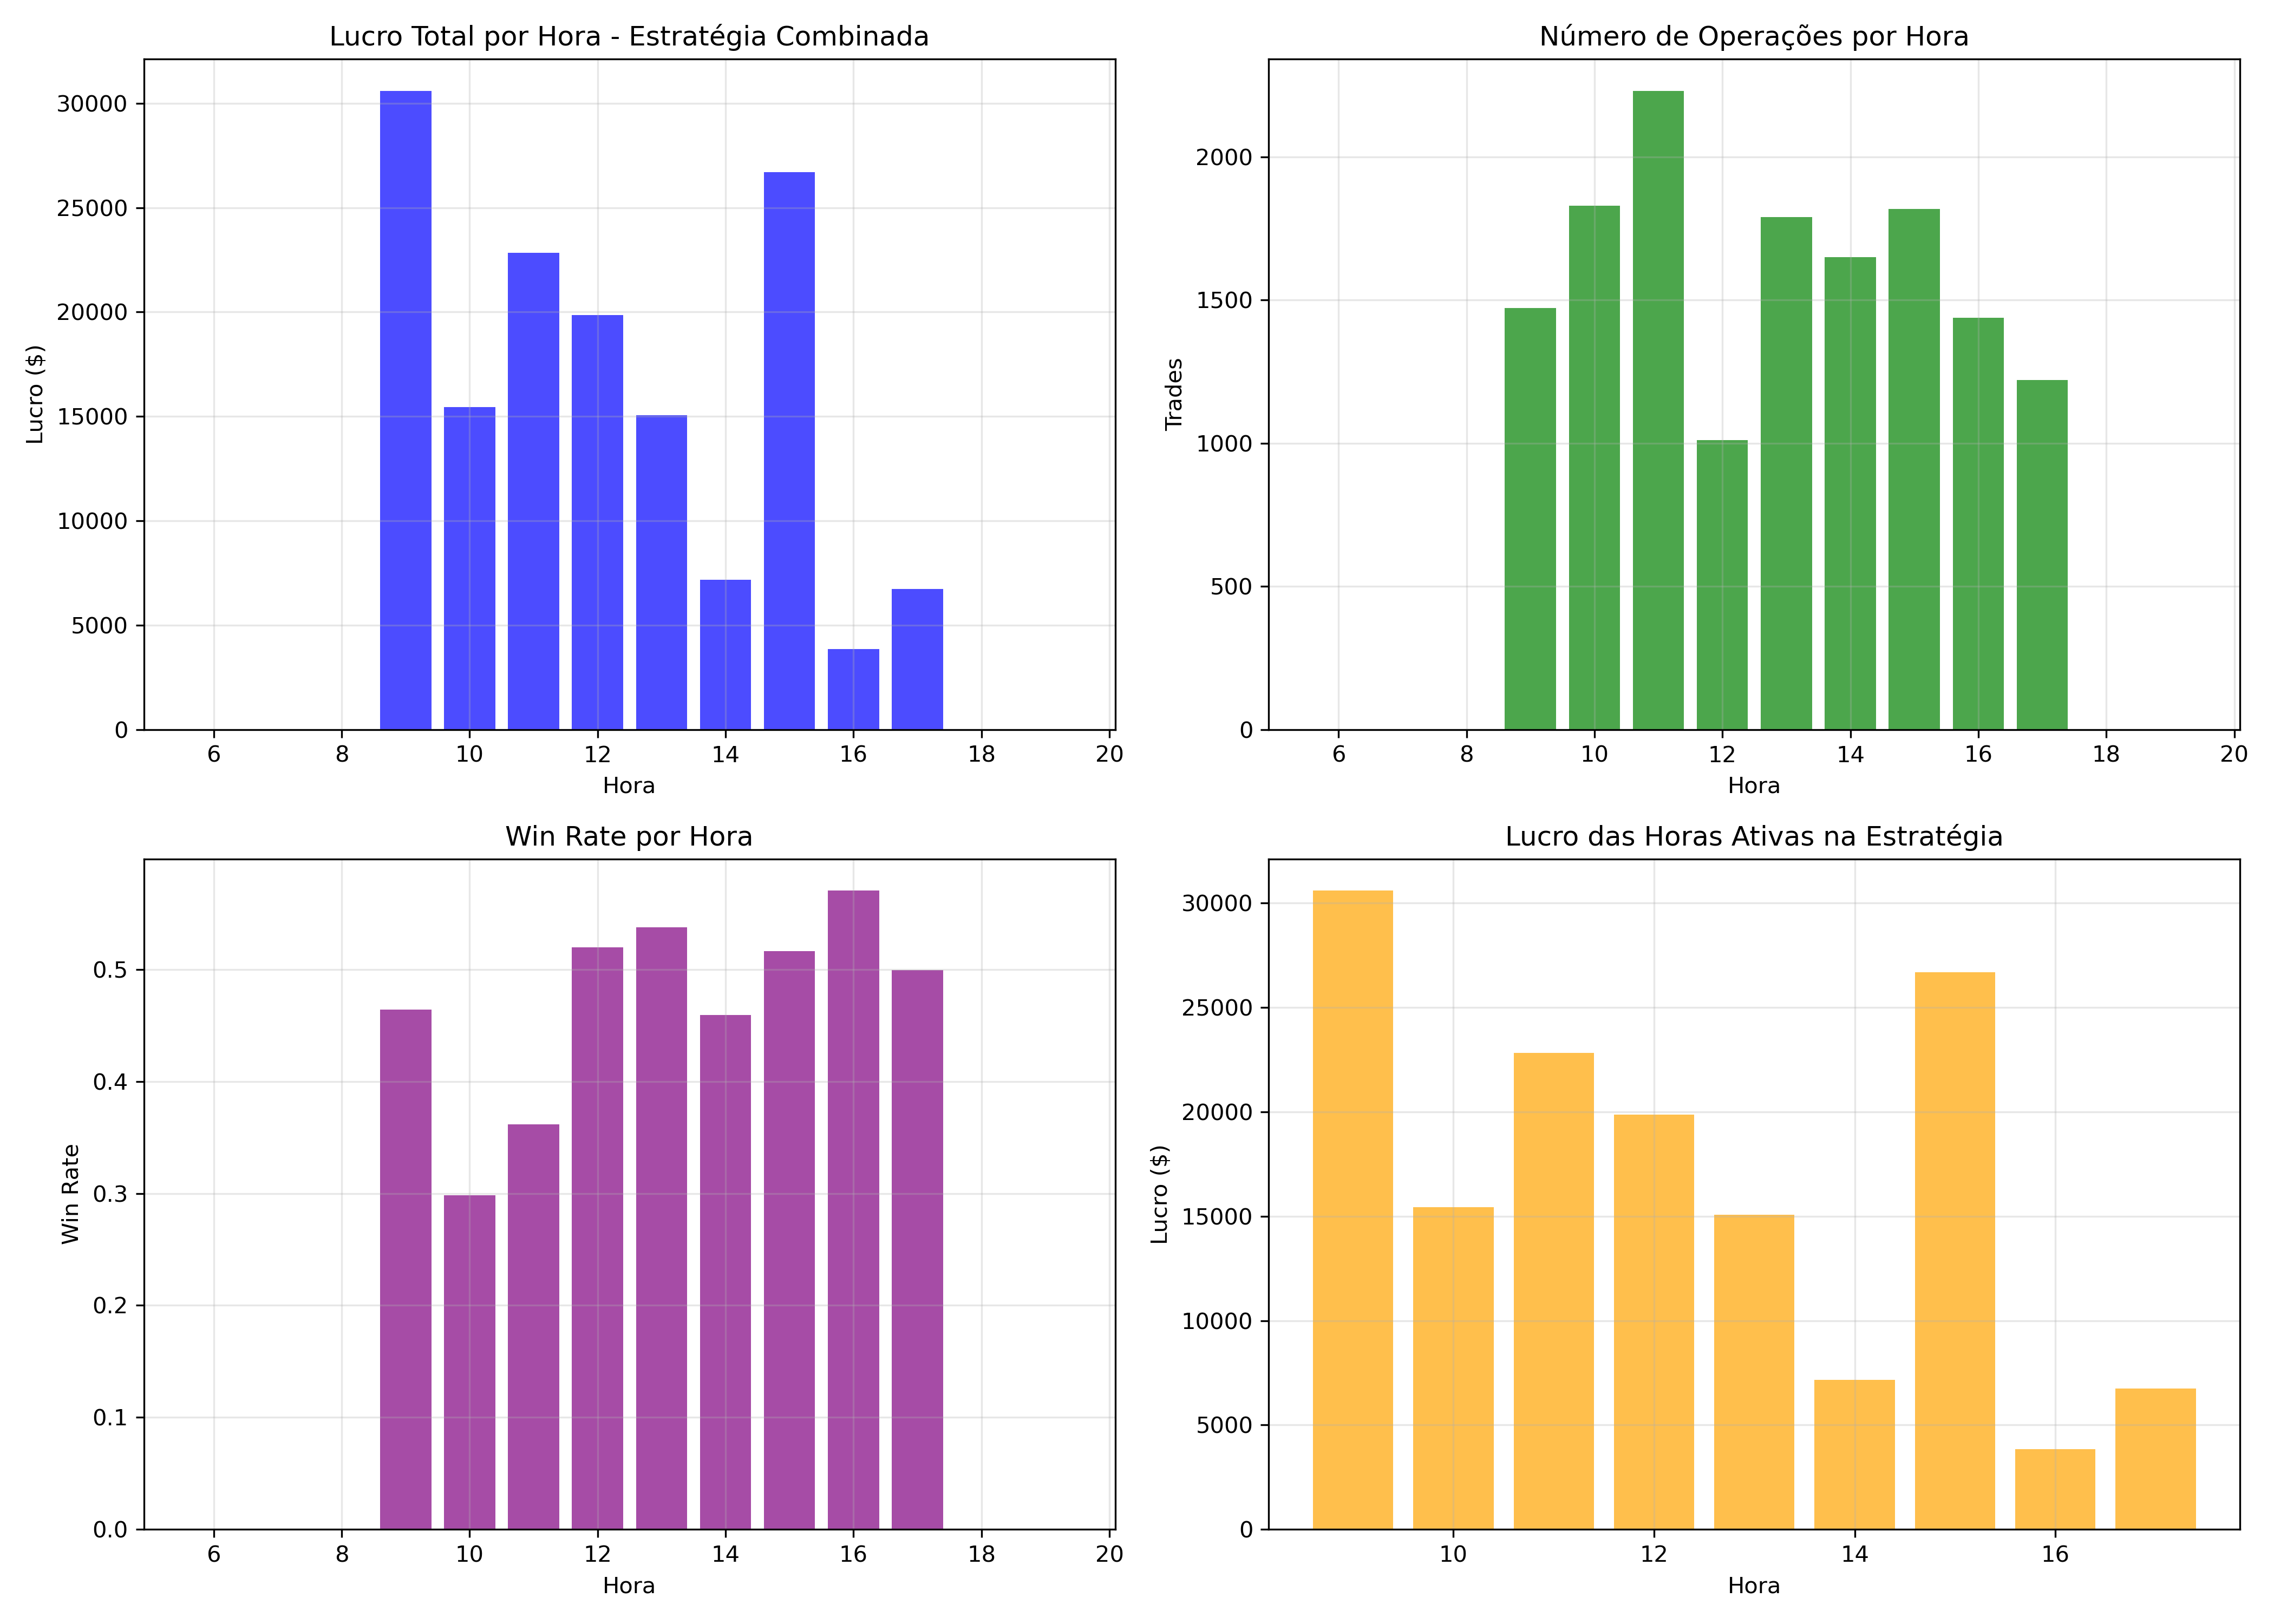 Lucro Total por Hora - Estratégia Combinada
Lucro ($)
30000
25000
20000
15000
10000
5000
0
6 8 10 12 14 16 18 20
Hora
Número de Operações por Hora
Trades
2000
1500
1000
500
0
6 8 10 12 14 16 18 20
Hora
Win Rate por Hora
Win Rate
0.5
0.4
0.3
0.2
0.1
0.0
6 8 10 12 14 16 18 20
Hora
Lucro das Horas Ativas na Estratégia
Lucro ($)
30000
25000
20000
15000
10000
5000
0
10 12 14 16
Hora